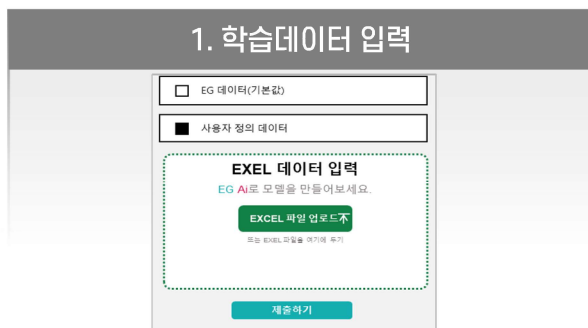 1. 학습데이터 입력
EG 데이터(기본값)
사용자 정의 데이터
EXEL 데이터 입력
EG Ai로 모델을 만들어보세요.
EXCEL 파일 업로드
또는 EXEL 파일을 여기에 두기
제출하기